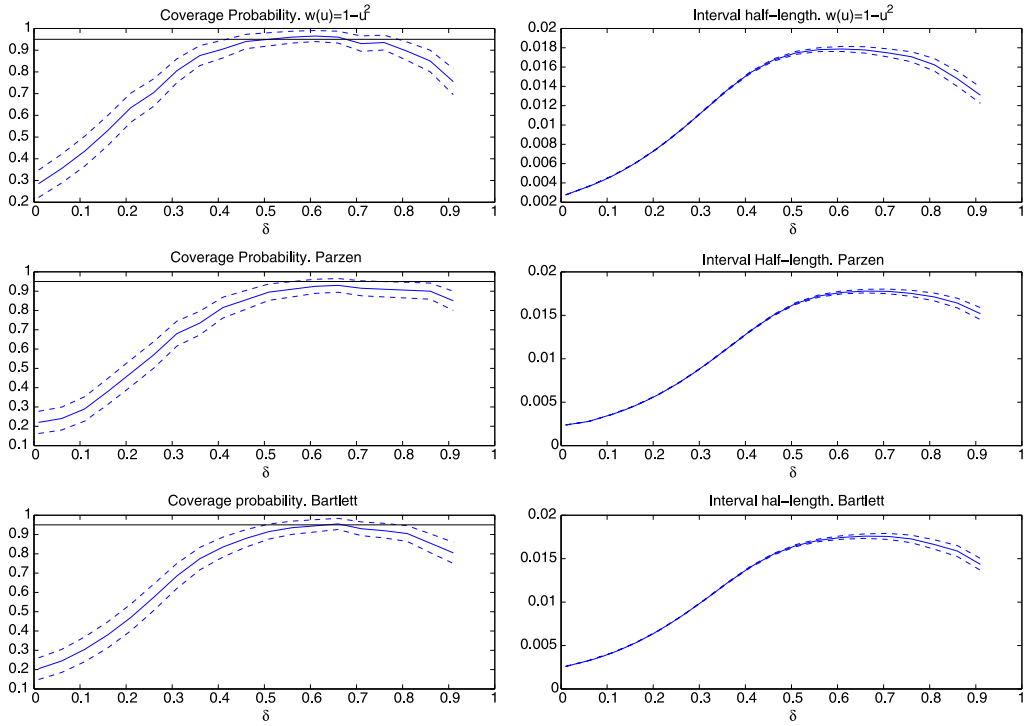 Coverage Probability. w(u)=1−u²
1
0.9
0.8
0.7
0.6
0.5
0.4
0.3
0.2
0 0.1 0.2 0.3 0.4 0.5 0.6 0.7 0.8 0.9 1
δ
Interval half−length. w(u)=1−u²
0.02
0.018
0.016
0.014
0.012
0.01
0.008
0.006
0.004
0.002
0 0.1 0.2 0.3 0.4 0.5 0.6 0.7 0.8 0.9 1
δ
Coverage Probability. Parzen
1
0.9
0.8
0.7
0.6
0.5
0.4
0.3
0.2
0.1
0 0.1 0.2 0.3 0.4 0.5 0.6 0.7 0.8 0.9 1
δ
Interval Half−length. Parzen
0.02
0.015
0.01
0.005
0
0 0.1 0.2 0.3 0.4 0.5 0.6 0.7 0.8 0.9 1
δ
Coverage probability. Bartlett
1
0.9
0.8
0.7
0.6
0.5
0.4
0.3
0.2
0.1
0 0.1 0.2 0.3 0.4 0.5 0.6 0.7 0.8 0.9 1
δ
Interval hal−length. Bartlett
0.02
0.015
0.01
0.005
0
0 0.1 0.2 0.3 0.4 0.5 0.6 0.7 0.8 0.9 1
δ